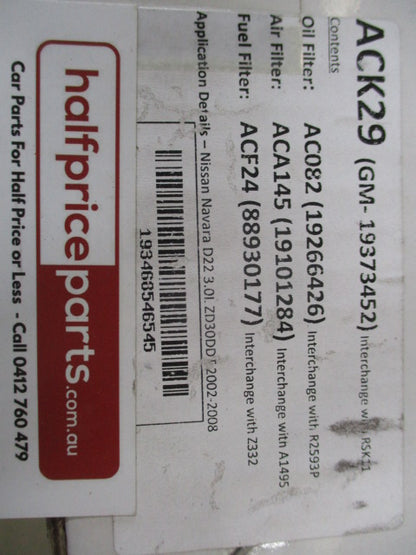 ACK29 (GM- 19373452) Interchange with RSK11
Contents
Oil Filter: AC082 (19266426) Interchange with R2593P
Air Filter: ACA145 (19101284) Interchange with A1495
Fuel Filter: ACF24 (88930177) Interchange with Z332
Application Details – Nissan Navara D22 3.0L ZD30DD 2002-2008
193468546545
halfpriceparts.com.au
Car Parts For Half Price or Less - Call 0412 760 479